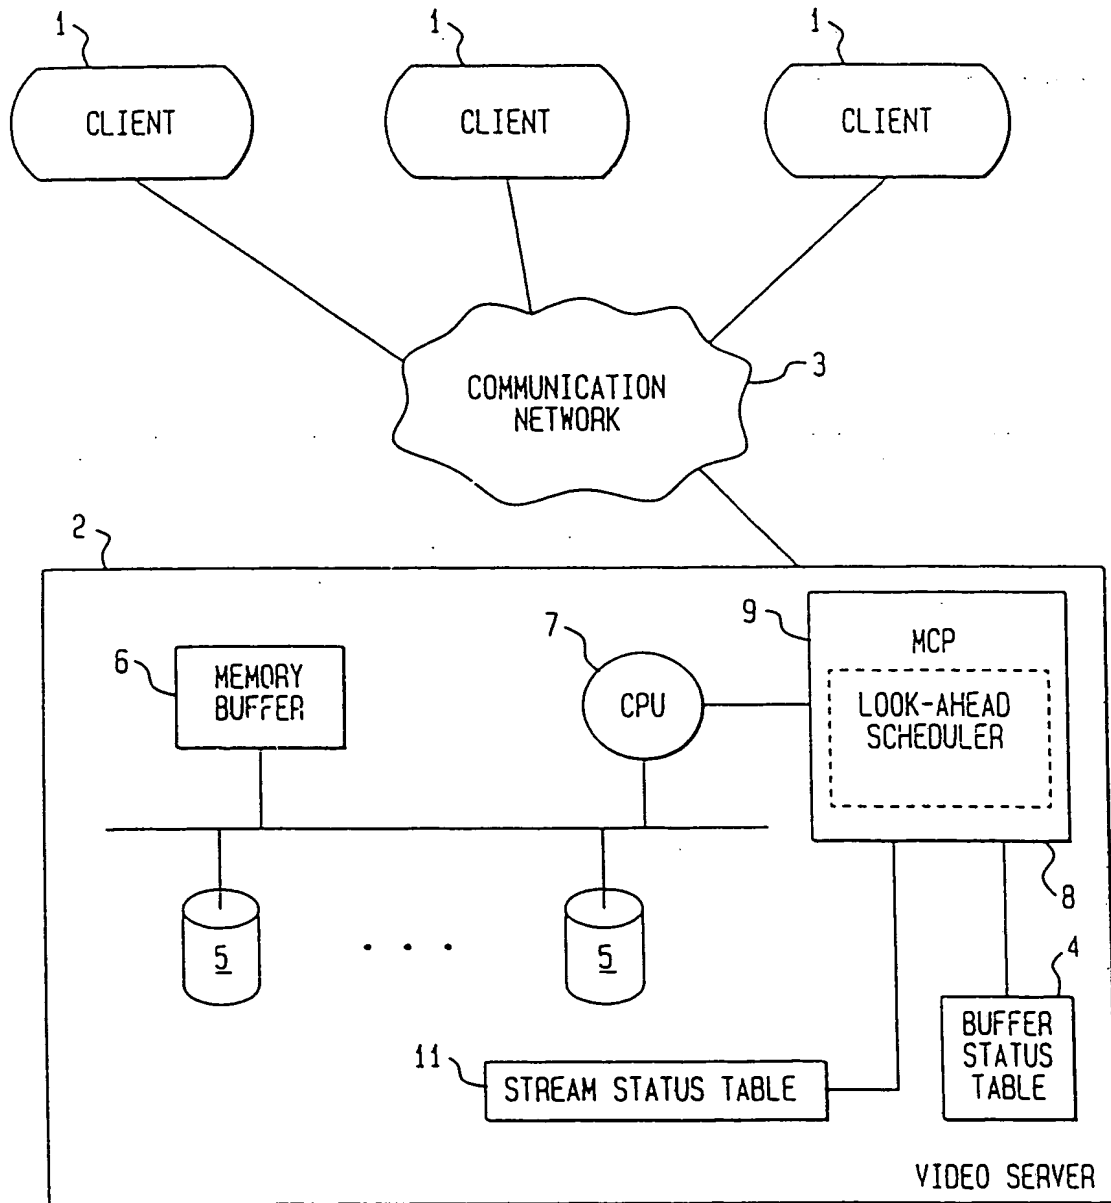 1
1
1
CLIENT
CLIENT
CLIENT
COMMUNICATION
NETWORK
3
2
6
MEMORY
BUFFER
7
CPU
9
MCP
LOOK-AHEAD
SCHEDULER
8
5
. . .
5
4
BUFFER
STATUS
TABLE
11
STREAM STATUS TABLE
VIDEO SERVER